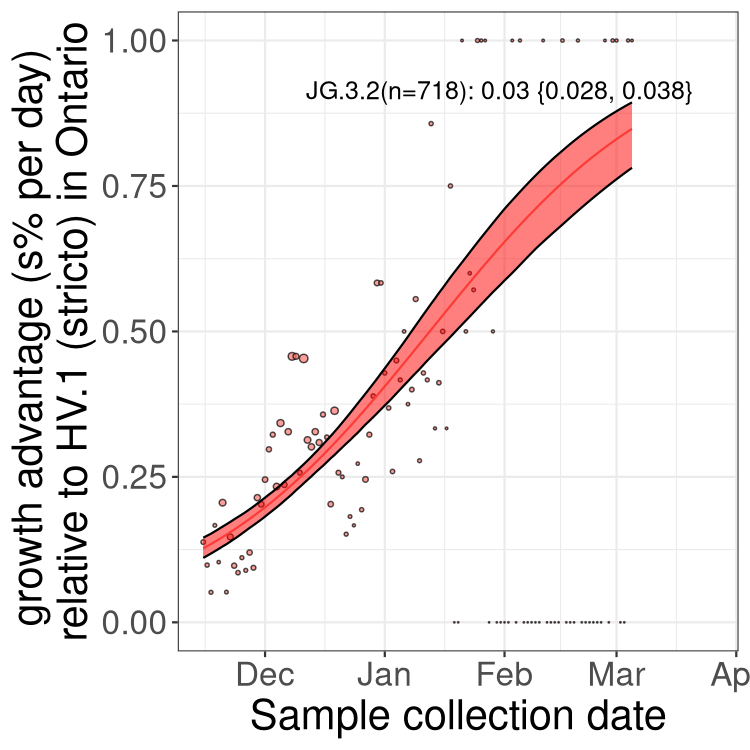 growth advantage (s% per day)
relative to HV.1 (stricto) in Ontario
1.00
0.75
0.50
0.25
0.00
JG.3.2(n=718): 0.03 {0.028, 0.038}
Dec Jan Feb Mar Ap
Sample collection date